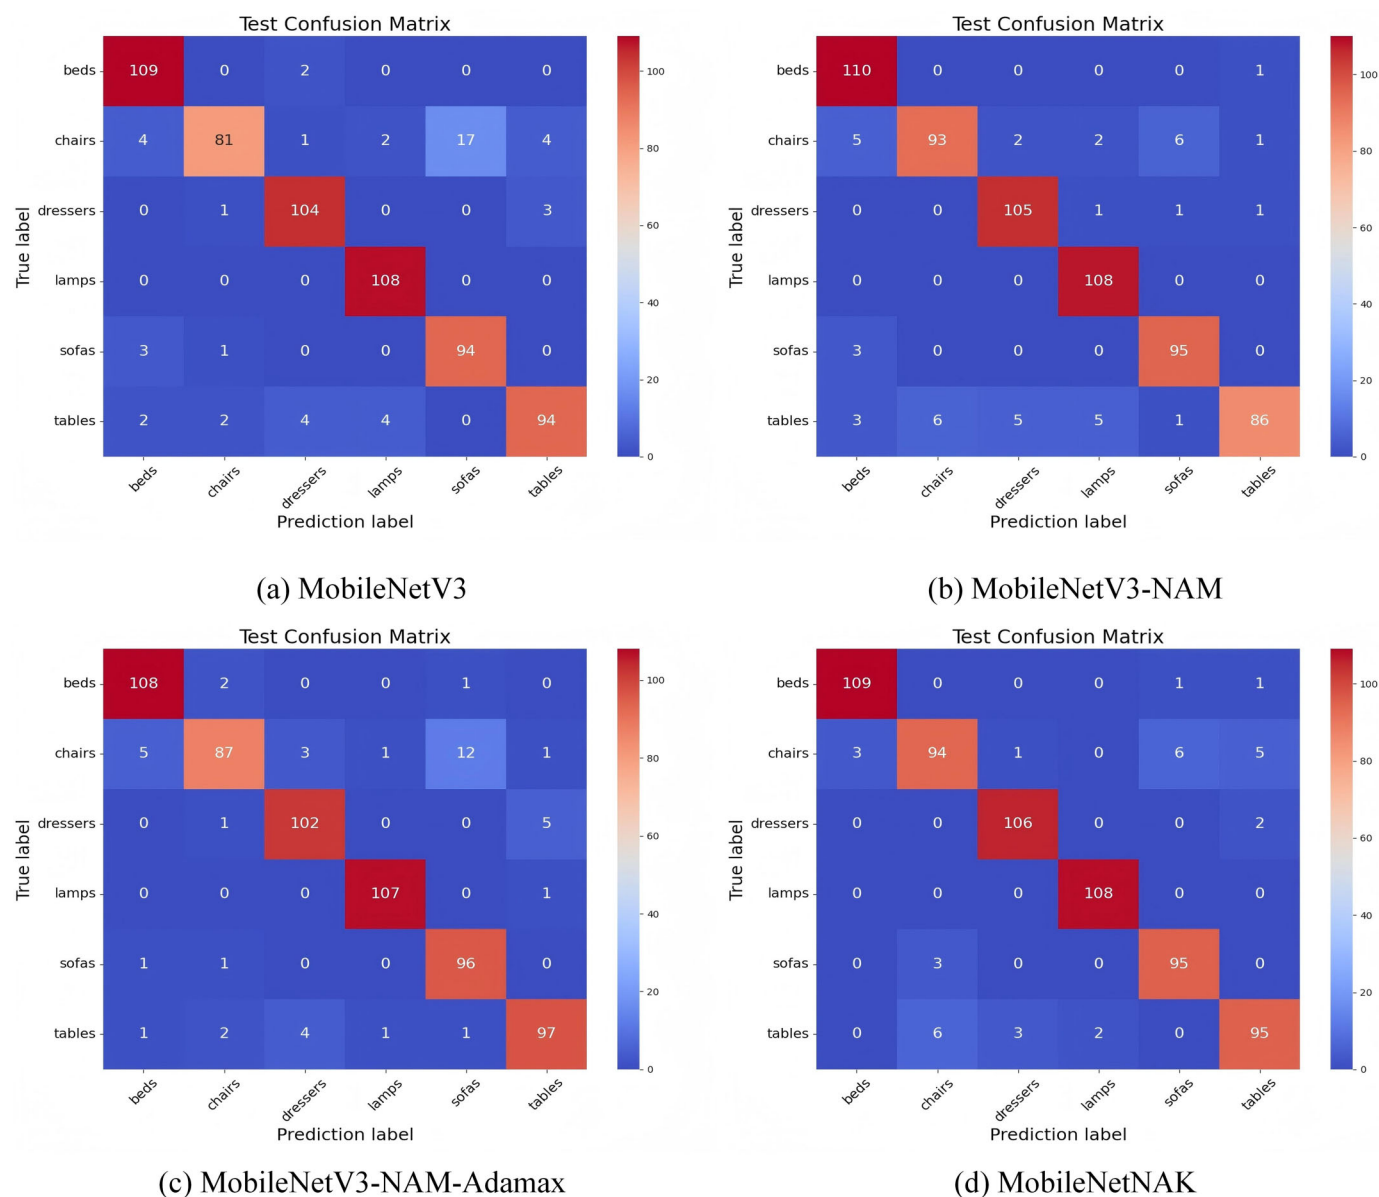 Test Confusion Matrix
beds 109 0 2 0 0 0
chairs 4 81 1 2 17 4
dressers 0 1 104 0 0 3
lamps 0 0 0 108 0 0
sofas 3 1 0 0 94 0
tables 2 2 4 4 0 94
True label
beds chairs dressers lamps sofas tables
Prediction label
100
80
60
40
20
0
(a) MobileNetV3
Test Confusion Matrix
beds 110 0 0 0 0 1
chairs 5 93 2 2 6 1
dressers 0 0 105 1 1 1
lamps 0 0 0 108 0 0
sofas 3 0 0 0 95 0
tables 3 6 5 5 1 86
True label
beds chairs dressers lamps sofas tables
Prediction label
100
80
60
40
20
0
(b) MobileNetV3-NAM
Test Confusion Matrix
beds 108 2 0 0 1 0
chairs 5 87 3 1 12 1
dressers 0 1 102 0 0 5
lamps 0 0 0 107 0 1
sofas 1 1 0 0 96 0
tables 1 2 4 1 1 97
True label
beds chairs dressers lamps sofas tables
Prediction label
100
80
60
40
20
0
(c) MobileNetV3-NAM-Adamax
Test Confusion Matrix
beds 109 0 0 0 1 1
chairs 3 94 1 0 6 5
dressers 0 0 106 0 0 2
lamps 0 0 0 108 0 0
sofas 0 3 0 0 95 0
tables 0 6 3 2 0 95
True label
beds chairs dressers lamps sofas tables
Prediction label
100
80
60
40
20
0
(d) MobileNetNAK